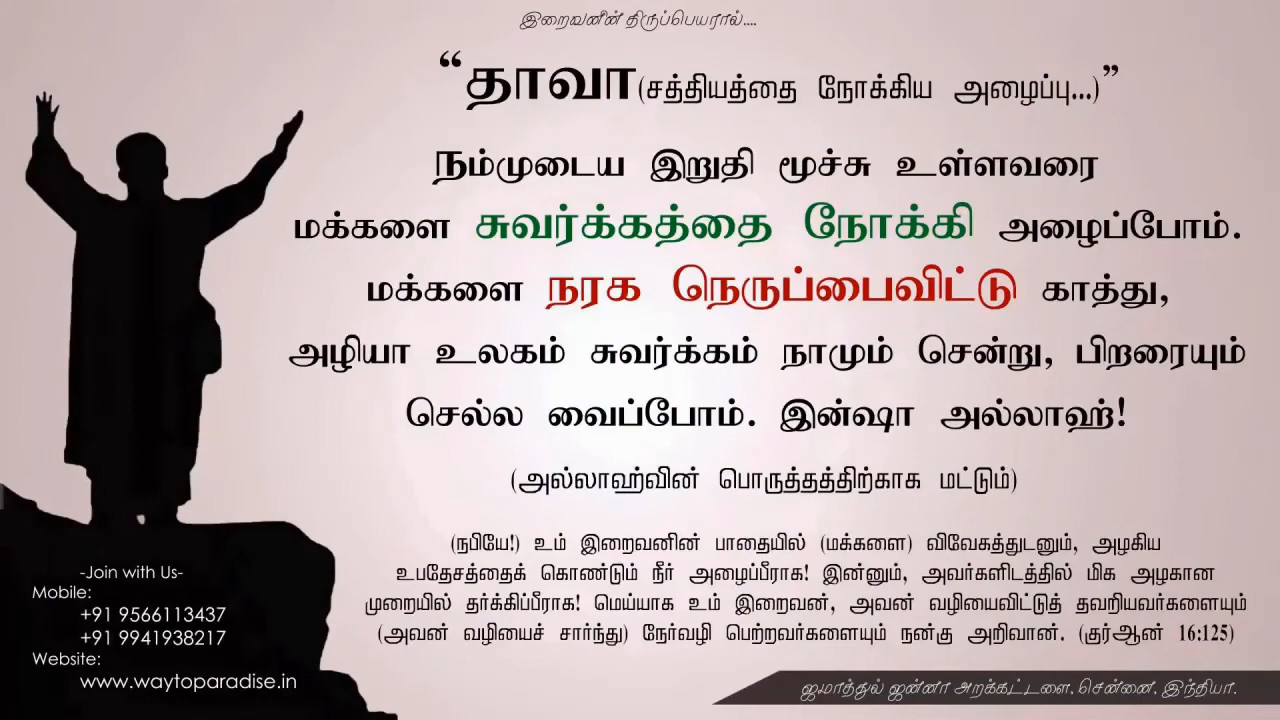 இறைவனின் திருப்பெயரால்....
“தாவா(சத்தியத்தை நோக்கிய அழைப்பு...)”
நம்முடைய இறுதி மூச்சு உள்ளவரை
மக்களை சுவர்க்கத்தை நோக்கி அழைப்போம்.
மக்களை நரக நெருப்பைவிட்டு காத்து,
அழியா உலகம் சுவர்க்கம் நாமும் சென்று, பிறரையும்
செல்ல வைப்போம். இன்ஷா அல்லாஹ்!
(அல்லாஹ்வின் பொருத்தத்திற்காக மட்டும்)
(நபியே!) உம் இறைவனின் பாதையில் (மக்களை) விவேகத்துடனும், அழகிய
உபதேசத்தைக் கொண்டும் நீர் அழைப்பீராக! இன்னும், அவர்களிடத்தில் மிக அழகான
முறையில் தர்க்கிப்பீராக! மெய்யாக உம் இறைவன், அவன் வழியைவிட்டுத் தவறியவர்களையும்
(அவன் வழியைச் சார்ந்து) நேர்வழி பெற்றவர்களையும் நன்கு அறிவான். (குர்ஆன் 16:125)
-Join with Us-
Mobile:
+91 9566113437
+91 9941938217
Website:
www.waytoparadise.in
ஜமாத்துல் ஜன்னா அறக்கட்டளை, சென்னை, இந்தியா.